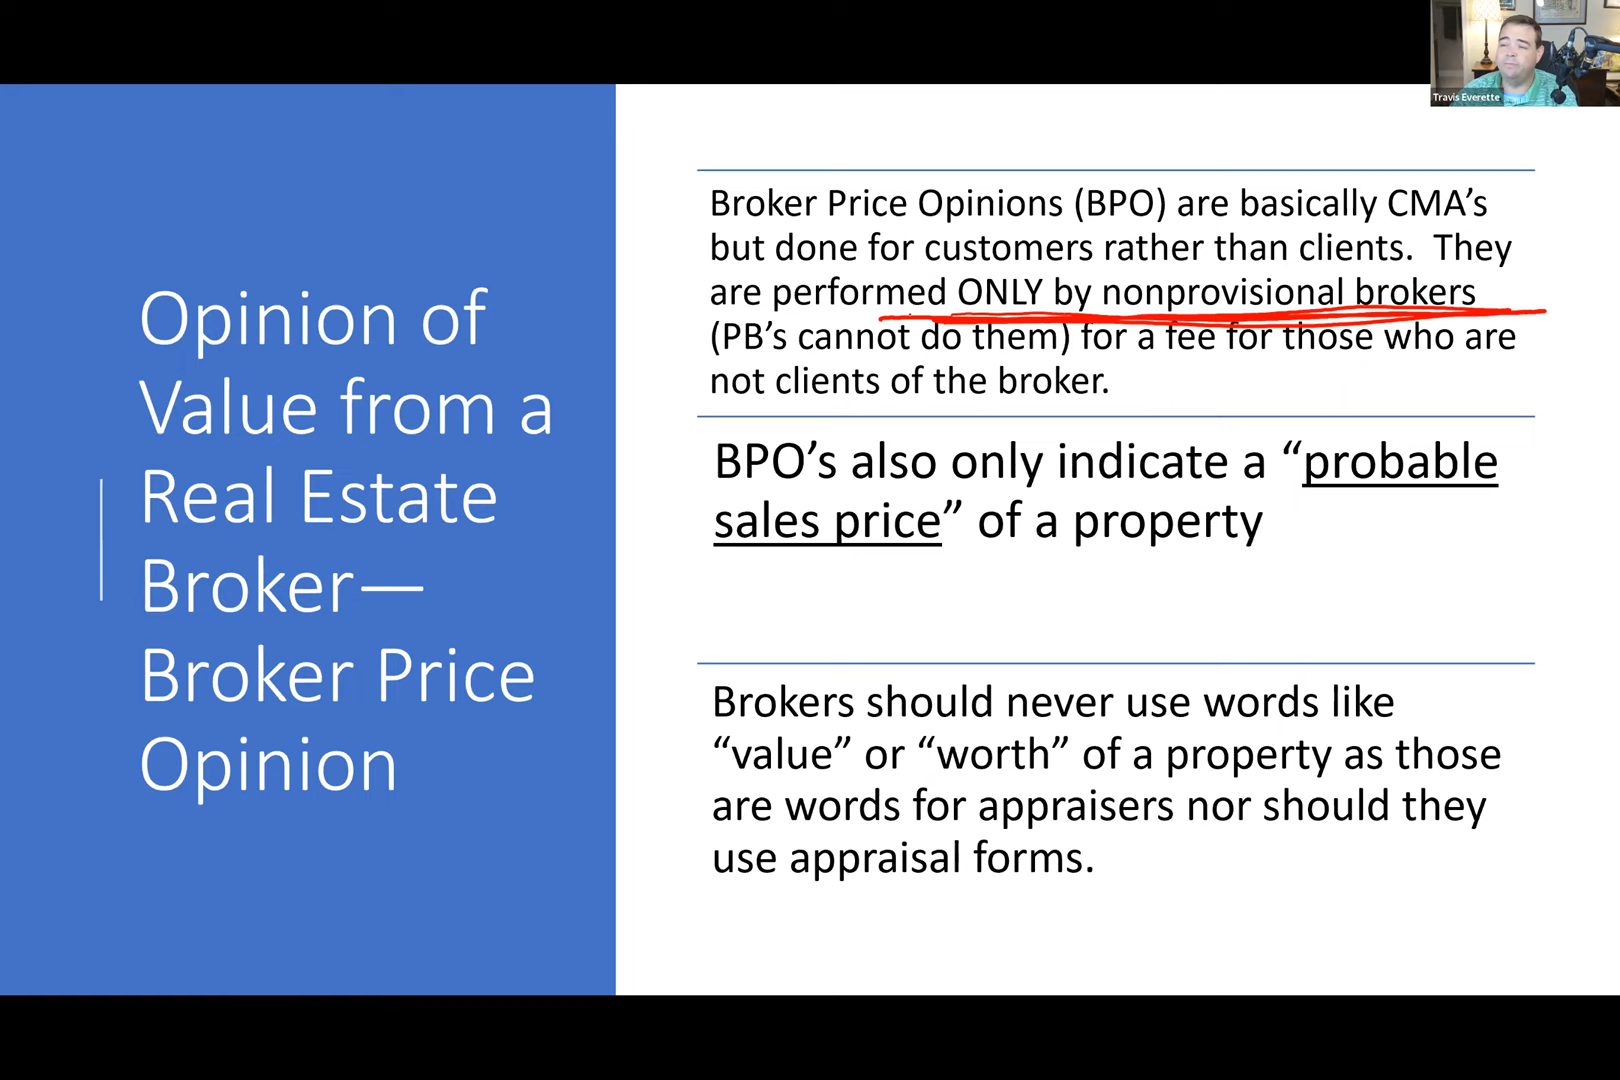 Travis Everette
Opinion of
Value from a
Real Estate
Broker—
Broker Price
Opinion
Broker Price Opinions (BPO) are basically CMA’s
but done for customers rather than clients.  They
are performed ONLY by nonprovisional brokers
(PB’s cannot do them) for a fee for those who are
not clients of the broker.
BPO’s also only indicate a “probable
sales price” of a property
Brokers should never use words like
“value” or “worth” of a property as those
are words for appraisers nor should they
use appraisal forms.